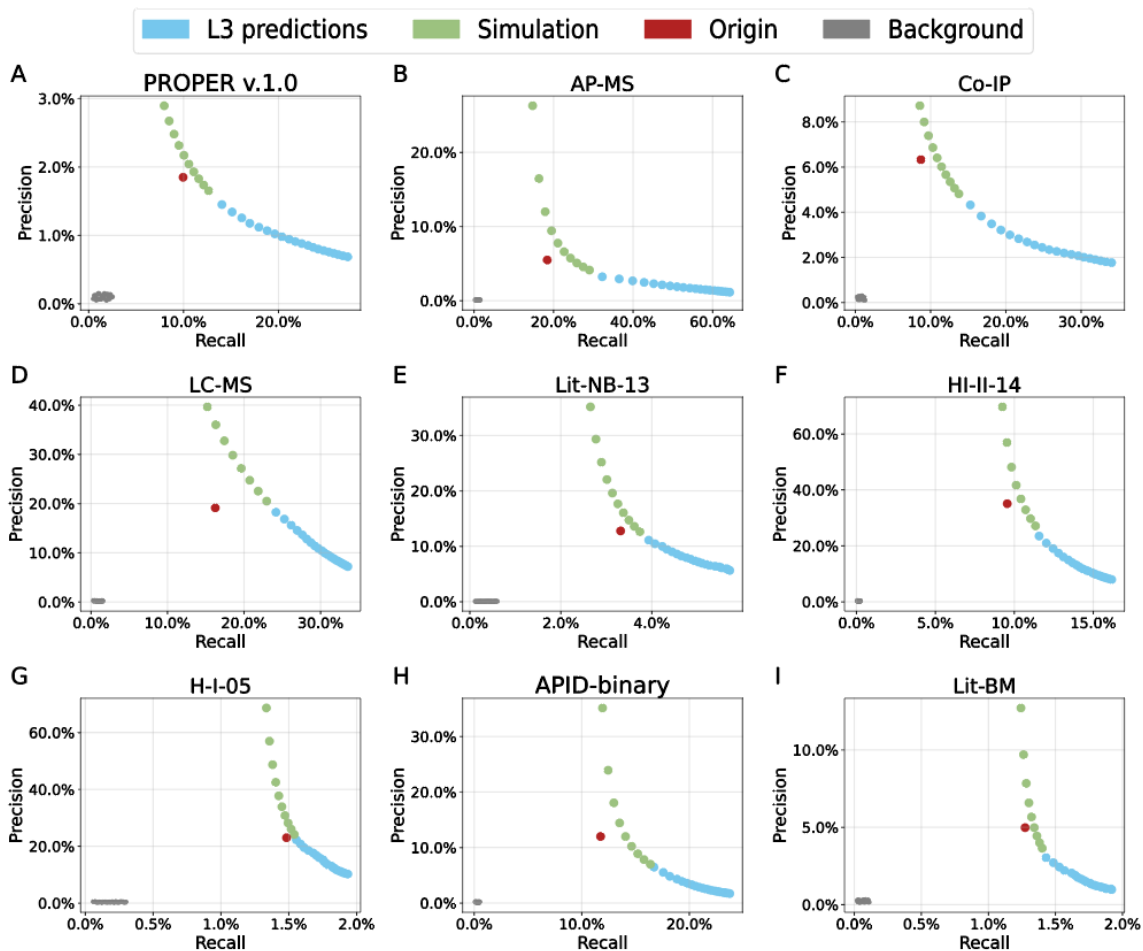 L3 predictions Simulation Origin Background
A PROPER v.1.0
3.0%
2.0%
1.0%
0.0%
Precision
0.0% 10.0% 20.0%
Recall
B AP-MS
20.0%
10.0%
0.0%
Precision
0.0% 20.0% 40.0% 60.0%
Recall
C Co-IP
8.0%
6.0%
4.0%
2.0%
0.0%
Precision
0.0% 10.0% 20.0% 30.0%
Recall
D LC-MS
40.0%
30.0%
20.0%
10.0%
0.0%
Precision
0.0% 10.0% 20.0% 30.0%
Recall
E Lit-NB-13
30.0%
20.0%
10.0%
0.0%
Precision
0.0% 2.0% 4.0%
Recall
F HI-II-14
60.0%
40.0%
20.0%
0.0%
Precision
0.0% 5.0% 10.0% 15.0%
Recall
G H-I-05
60.0%
40.0%
20.0%
0.0%
Precision
0.0% 0.5% 1.0% 1.5% 2.0%
Recall
H APID-binary
30.0%
20.0%
10.0%
0.0%
Precision
0.0% 10.0% 20.0%
Recall
I Lit-BM
10.0%
5.0%
0.0%
Precision
0.0% 0.5% 1.0% 1.5% 2.0%
Recall